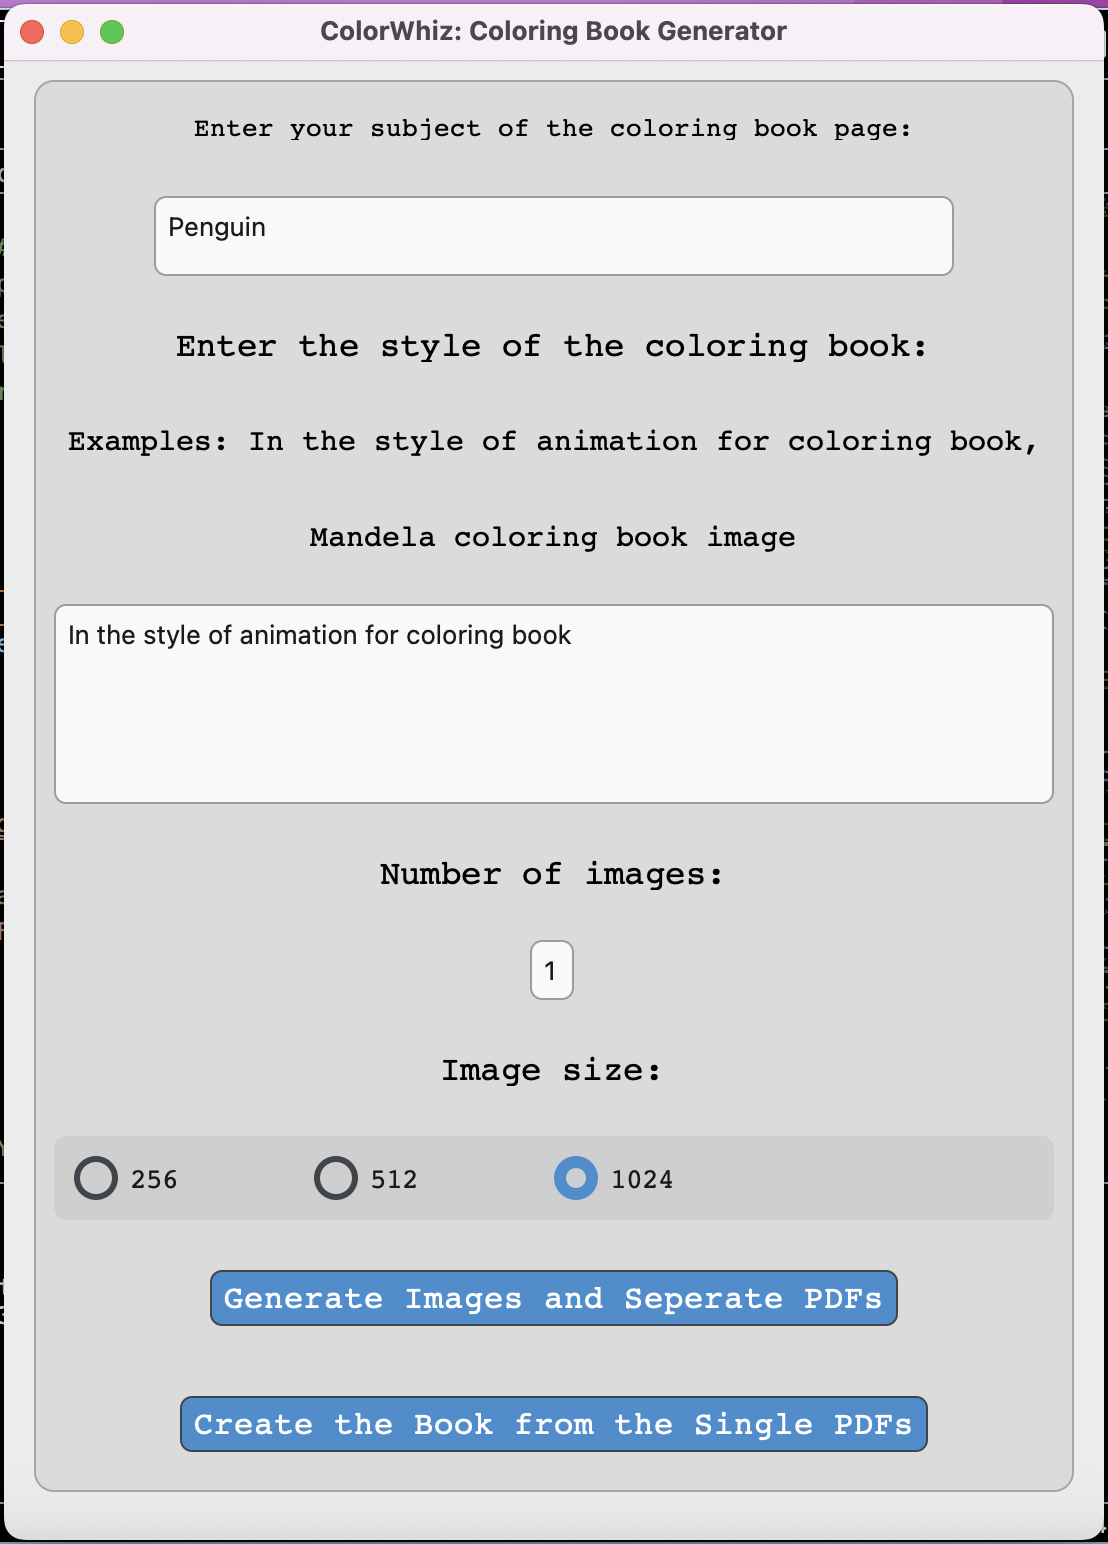 ColorWhiz: Coloring Book Generator
Enter your subject of the coloring book page:
Penguin
Enter the style of the coloring book:
Examples: In the style of animation for coloring book,
Mandela coloring book image
In the style of animation for coloring book
Number of images:
1
Image size:
256 512 1024
Generate Images and Seperate PDFs
Create the Book from the Single PDFs